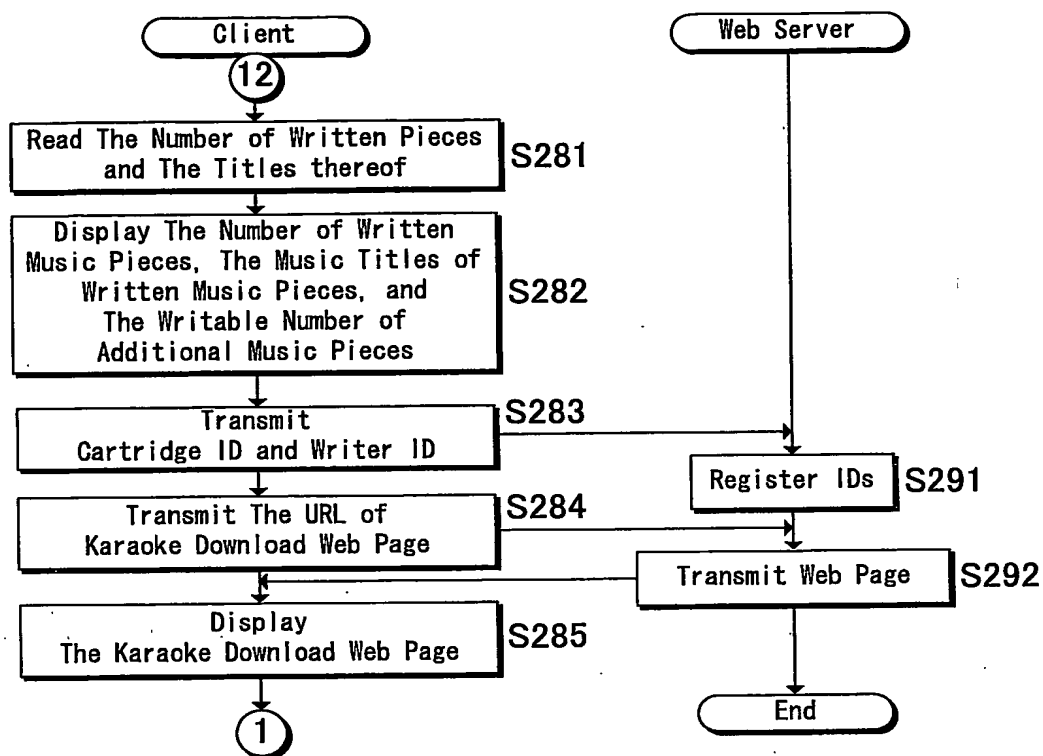 Client
Web Server
12
Read The Number of Written Pieces
and The Titles thereof
S281
Display The Number of Written
Music Pieces, The Music Titles of
Written Music Pieces, and
The Writable Number of
Additional Music Pieces
S282
Transmit
Cartridge ID and Writer ID
S283
Register IDs
S291
Transmit The URL of
Karaoke Download Web Page
S284
Transmit Web Page
S292
Display
The Karaoke Download Web Page
S285
End
1